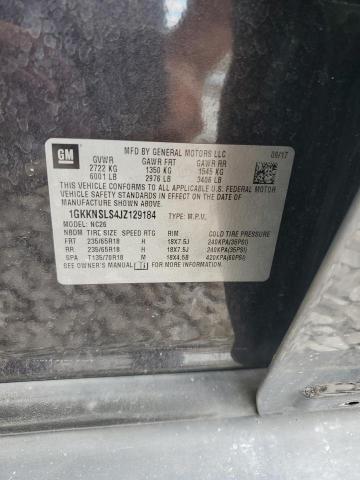 GM
MFD BY GENERAL MOTORS LLC 09/17
GVWR GAWR FRT GAWR RR
2722 KG 1350 KG 1545 KG
6001 LB 2976 LB 3406 LB
THIS VEHICLE CONFORMS TO ALL APPLICABLE U.S. FEDERAL MOTOR
VEHICLE SAFETY STANDARDS IN EFFECT ON THE DATE OF
MANUFACTURE SHOWN ABOVE.
1GKKNSLS4JZ129184 TYPE: M.P.V.
MODEL: NC26
NBDM TIRE SIZE SPEED RTG RIM COLD TIRE PRESSURE
FRT 235/65R18 H 18X7.5J 240KPA(35PSI)
RR 235/65R18 H 18X7.5J 240KPA(35PSI)
SPA T135/70R18 M 18X4.5B 420KPA(60PSI)
SEE OWNERS MANUAL FOR MORE INFORMATION.